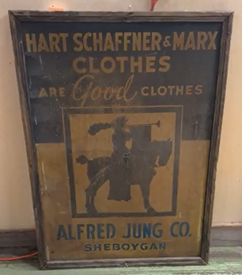 HART SCHAFFNER & MARX
CLOTHES
ARE Good CLOTHES
ALFRED JUNG CO.
SHEBOYGAN